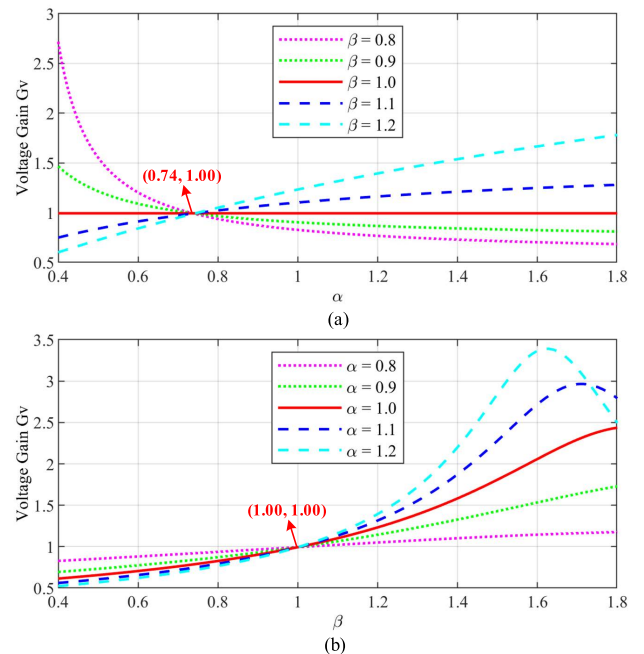 3
2.5
2
1.5
1
0.5
Voltage Gain Gv
β = 0.8
β = 0.9
β = 1.0
β = 1.1
β = 1.2
(0.74, 1.00)
0.4 0.6 0.8 1 1.2 1.4 1.6 1.8
α
(a)
3.5
3
2.5
2
1.5
1
0.5
Voltage Gain Gv
α = 0.8
α = 0.9
α = 1.0
α = 1.1
α = 1.2
(1.00, 1.00)
0.4 0.6 0.8 1 1.2 1.4 1.6 1.8
β
(b)